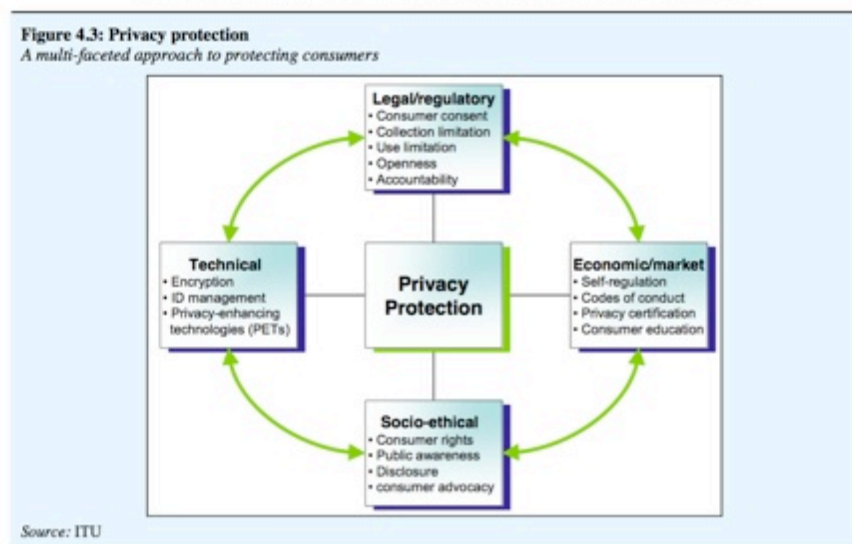 Figure 4.3: Privacy protection
A multi-faceted approach to protecting consumers
Legal/regulatory
• Consumer consent
• Collection limitation
• Use limitation
• Openness
• Accountability
Technical
• Encryption
• ID management
• Privacy-enhancing
technologies (PETs)
Privacy
Protection
Economic/market
• Self-regulation
• Codes of conduct
• Privacy certification
• Consumer education
Socio-ethical
• Consumer rights
• Public awareness
• Disclosure
• consumer advocacy
Source: ITU